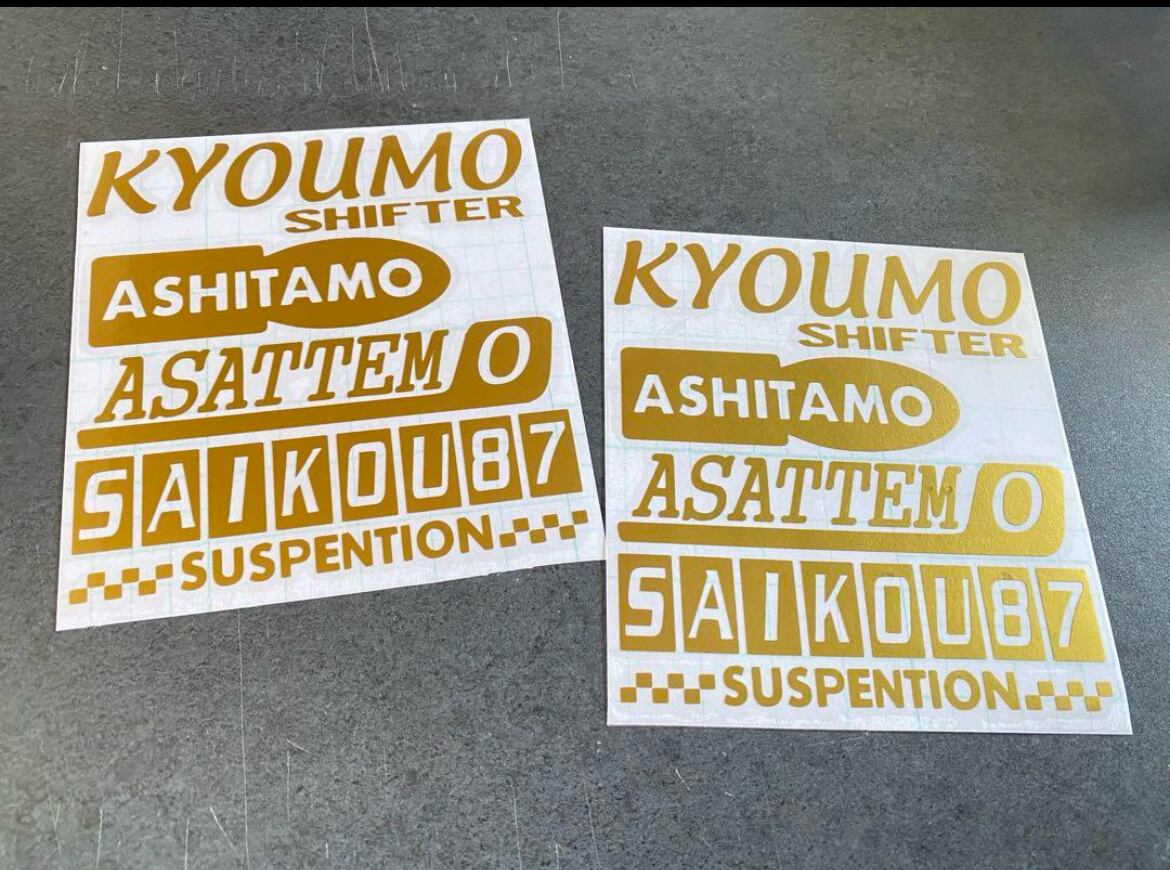 KYOUMO
SHIFTER
ASHITAMO
ASATTEMO
SAIKOU87
SUSPENTION
KYOUMO
SHIFTER
ASHITAMO
ASATTEMO
SAIKOU87
SUSPENTION